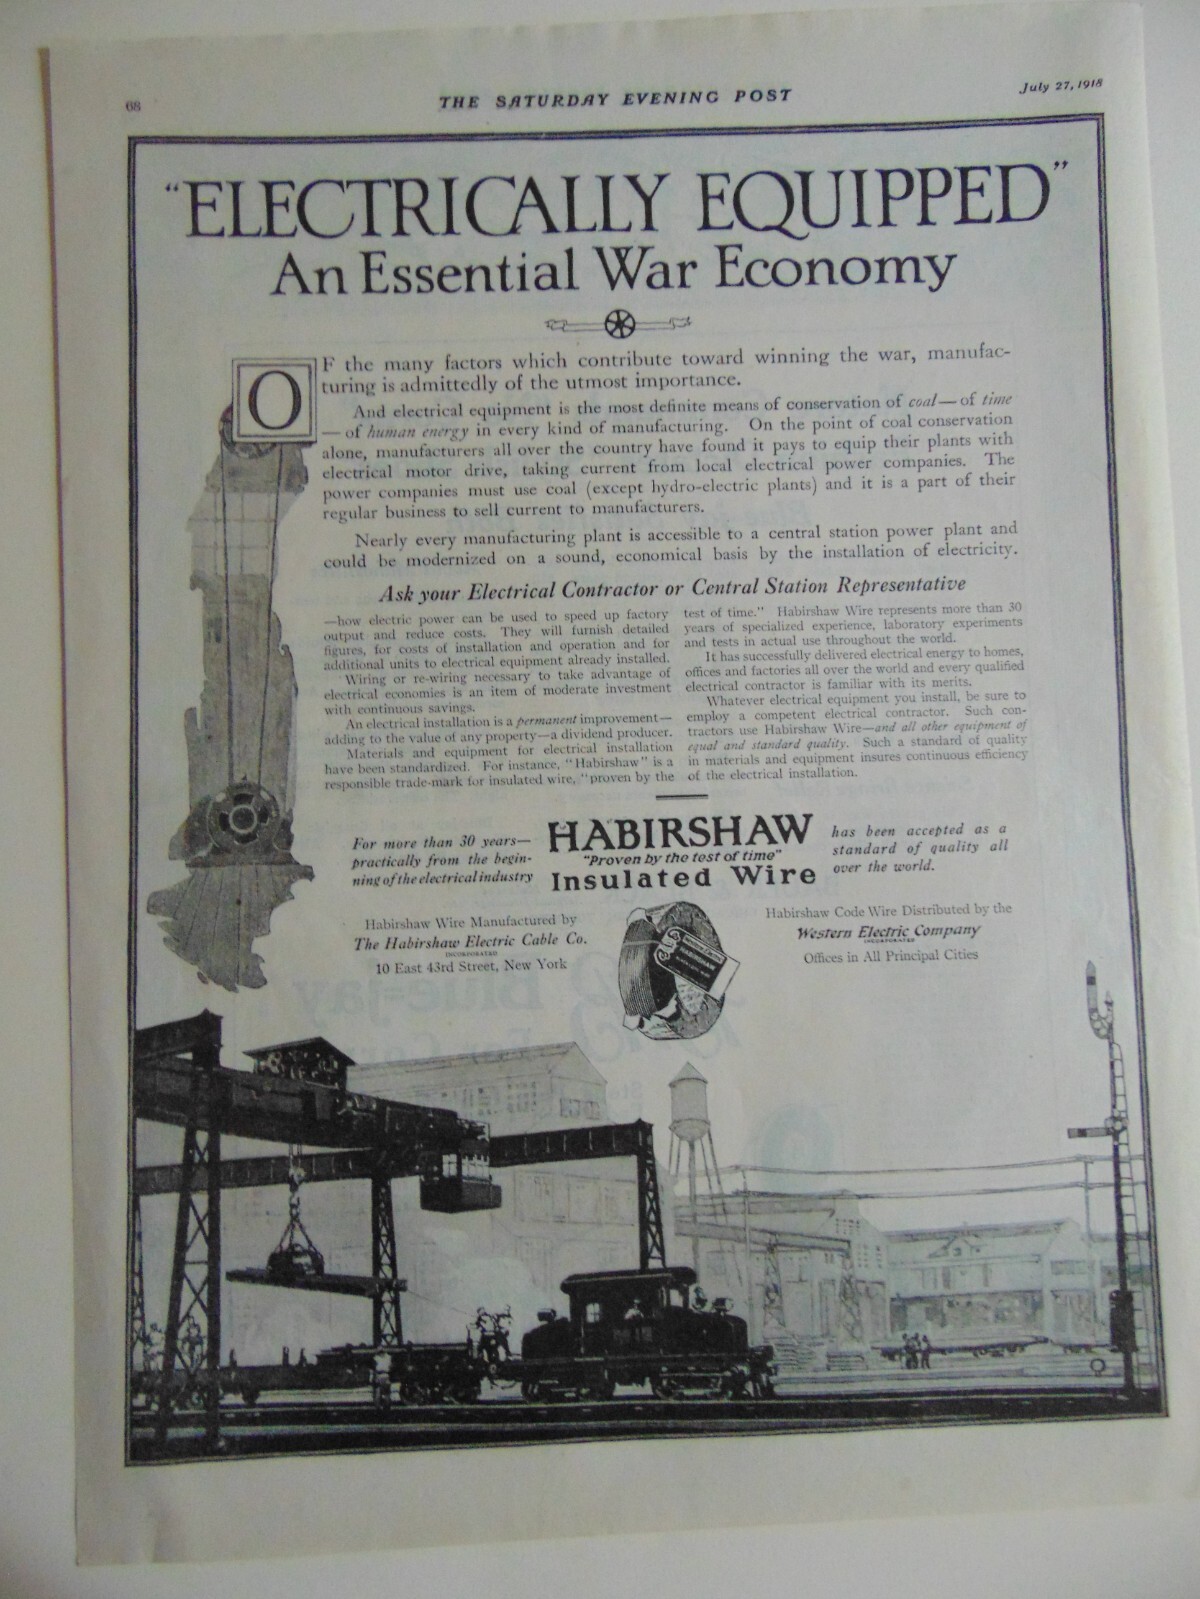 68
THE SATURDAY EVENING POST
July 27, 1918
"ELECTRICALLY EQUIPPED"
An Essential War Economy
OF the many factors which contribute toward winning the war, manufac-
turing is admittedly of the utmost importance.
And electrical equipment is the most definite means of conservation of coal—of time
—of human energy in every kind of manufacturing. On the point of coal conservation
alone, manufacturers all over the country have found it pays to equip their plants with
electrical motor drive, taking current from local electrical power companies. The
power companies must use coal (except hydro-electric plants) and it is a part of their
regular business to sell current to manufacturers.
Nearly every manufacturing plant is accessible to a central station power plant and
could be modernized on a sound, economical basis by the installation of electricity.
Ask your Electrical Contractor or Central Station Representative
—how electric power can be used to speed up factory
output and reduce costs. They will furnish detailed
figures, for costs of installation and operation and for
additional units to electrical equipment already installed.
Wiring or re-wiring necessary to take advantage of
electrical economies is an item of moderate investment
with continuous savings.
An electrical installation is a permanent improvement—
adding to the value of any property—a dividend producer.
Materials and equipment for electrical installation
have been standardized. For instance, "Habirshaw" is a
responsible trade-mark for insulated wire, "proven by the
test of time." Habirshaw Wire represents more than 30
years of specialized experience, laboratory experiments
and tests in actual use throughout the world.
It has successfully delivered electrical energy to homes,
offices and factories all over the world and every qualified
electrical contractor is familiar with its merits.
Whatever electrical equipment you install, be sure to
employ a competent electrical contractor. Such con-
tractors use Habirshaw Wire—and all other equipment of
equal and standard quality. Such a standard of quality
in materials and equipment insures continuous efficiency
of the electrical installation.
For more than 30 years—
practically from the begin-
ning of the electrical industry
HABIRSHAW
"Proven by the test of time"
Insulated Wire
has been accepted as a
standard of quality all
over the world.
Habirshaw Wire Manufactured by
The Habirshaw Electric Cable Co.
INCORPORATED
10 East 43rd Street, New York
HABIRSHAW
Habirshaw Code Wire Distributed by the
Western Electric Company
INCORPORATED
Offices in All Principal Cities